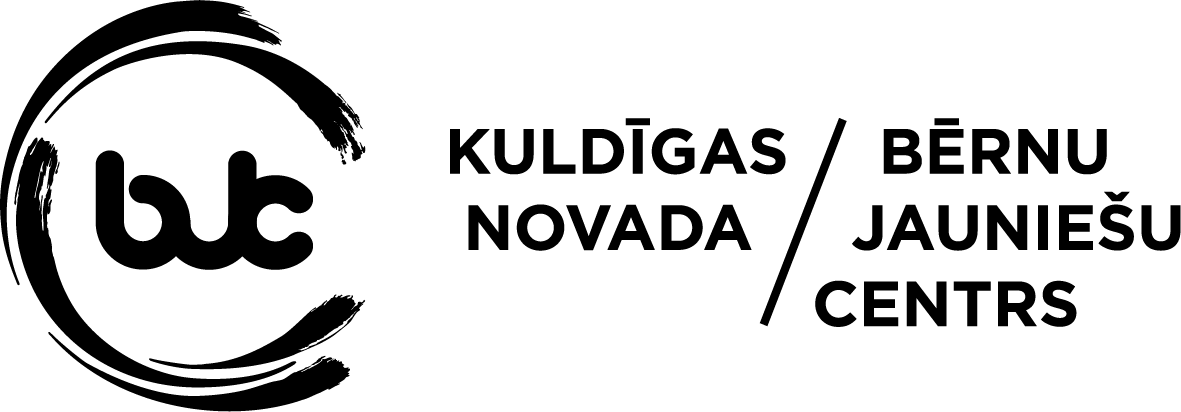 bjc
KULDĪGAS
NOVADA
/
BĒRNU
JAUNIEŠU
CENTRS